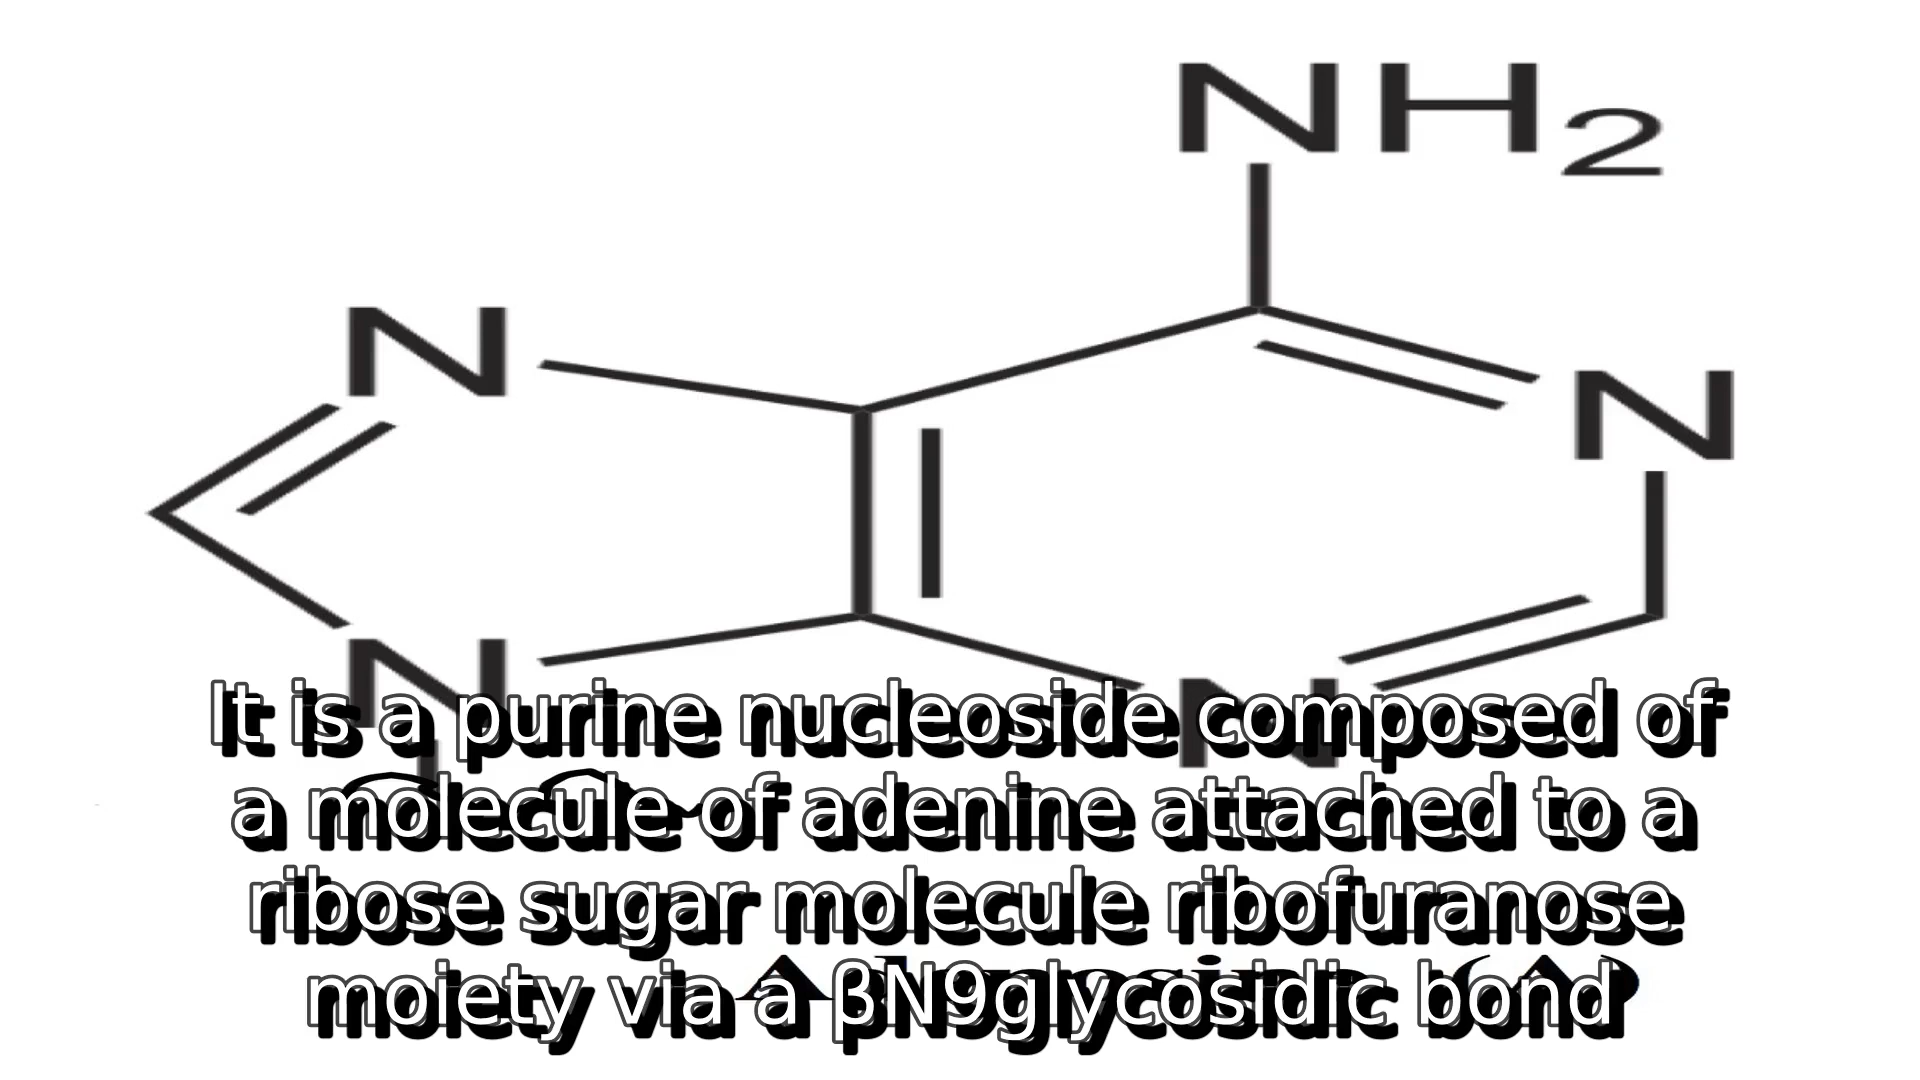 NH2
N
N
N
N
It is a purine nucleoside composed of
a molecule of adenine attached to a
ribose sugar molecule ribofuranose
moiety via a βN9glycosidic bond